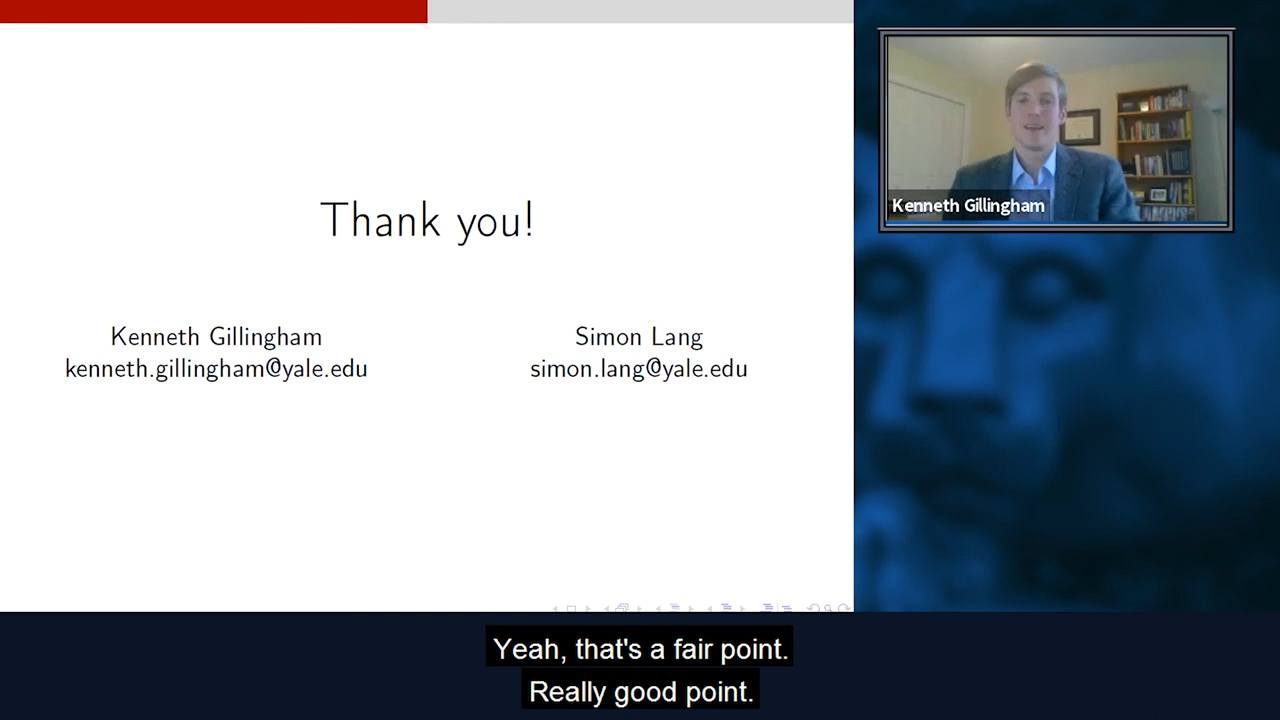 Thank you!
Kenneth Gillingham
kenneth.gillingham@yale.edu
Simon Lang
simon.lang@yale.edu
Kenneth Gillingham
Yeah, that's a fair point.
Really good point.